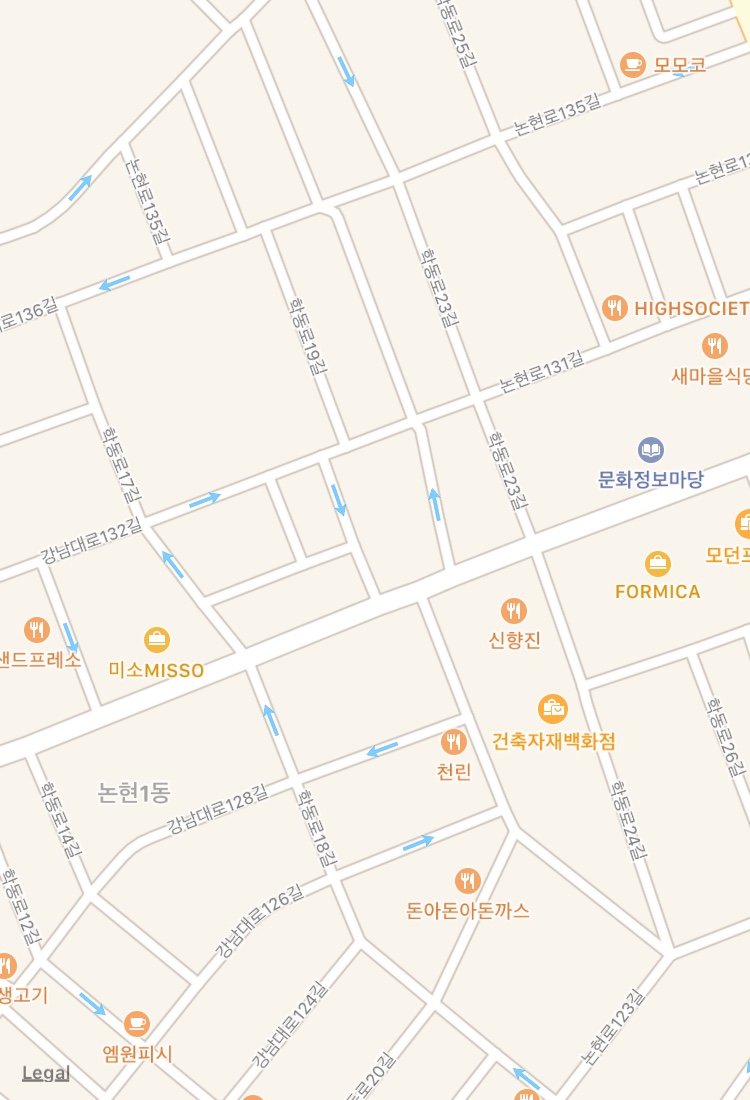 학동로25길
모모코
논현로135길
논현로13
논현로135길
로136길
학동로23길
학동로19길
HIGHSOCIET
논현로131길
새마을식당
학동로17길
학동로23길
문화정보마당
강남대로132길
모던프
FORMICA
샌드프레소
미소MISSO
신향진
건축자재백화점
학동로26길
천린
논현1동
학동로14길
강남대로128길
학동로18길
학동로24길
돈아돈아돈까스
강남대로126길
학동로12길
생고기
강남대로124길
논현로123길
엠원피시
로20길
Legal